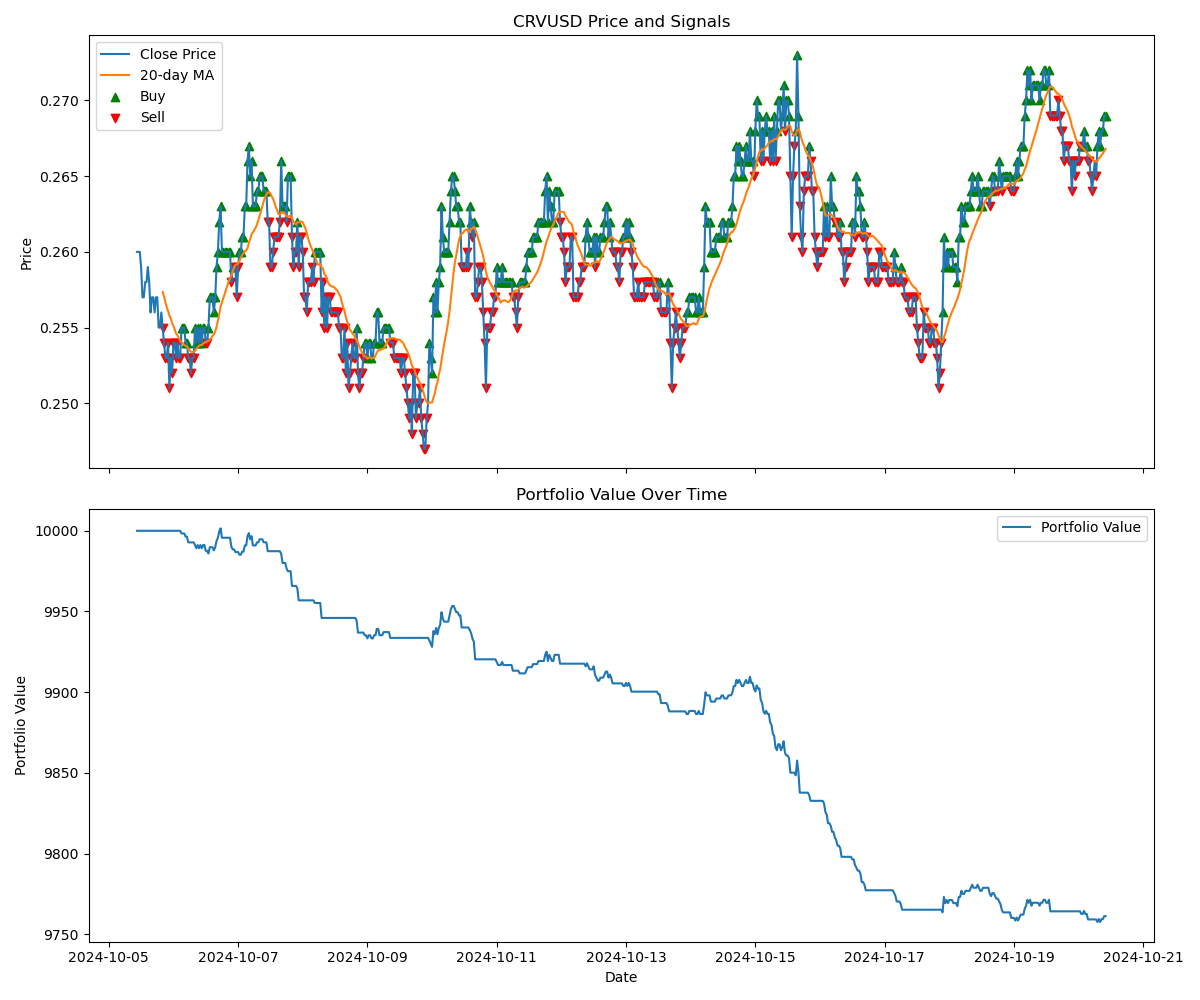 CRVUSD Price and Signals
Close Price
20-day MA
Buy
Sell
0.270
0.265
0.260
0.255
0.250
Price
Portfolio Value Over Time
Portfolio Value
10000
9950
9900
9850
9800
9750
Portfolio Value
2024-10-05 2024-10-07 2024-10-09 2024-10-11 2024-10-13 2024-10-15 2024-10-17 2024-10-19 2024-10-21
Date